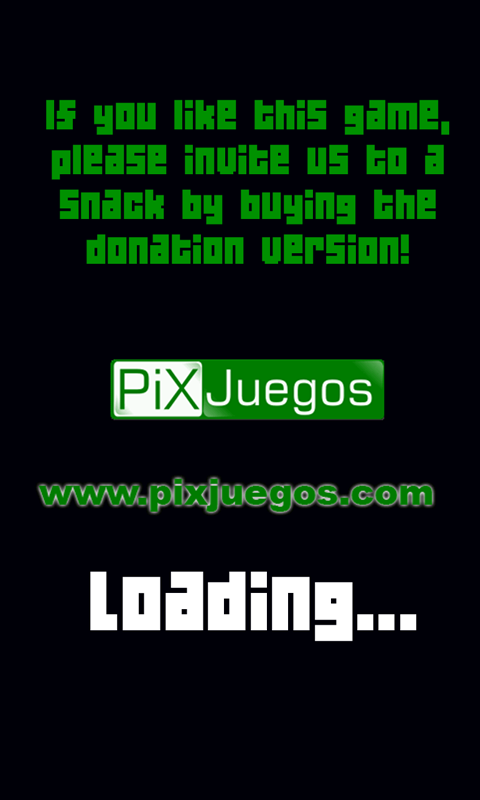 If you like this game,
please invite us to a
snack by buying the
donation version!
PiXJuegos
www.pixjuegos.com
Loading...